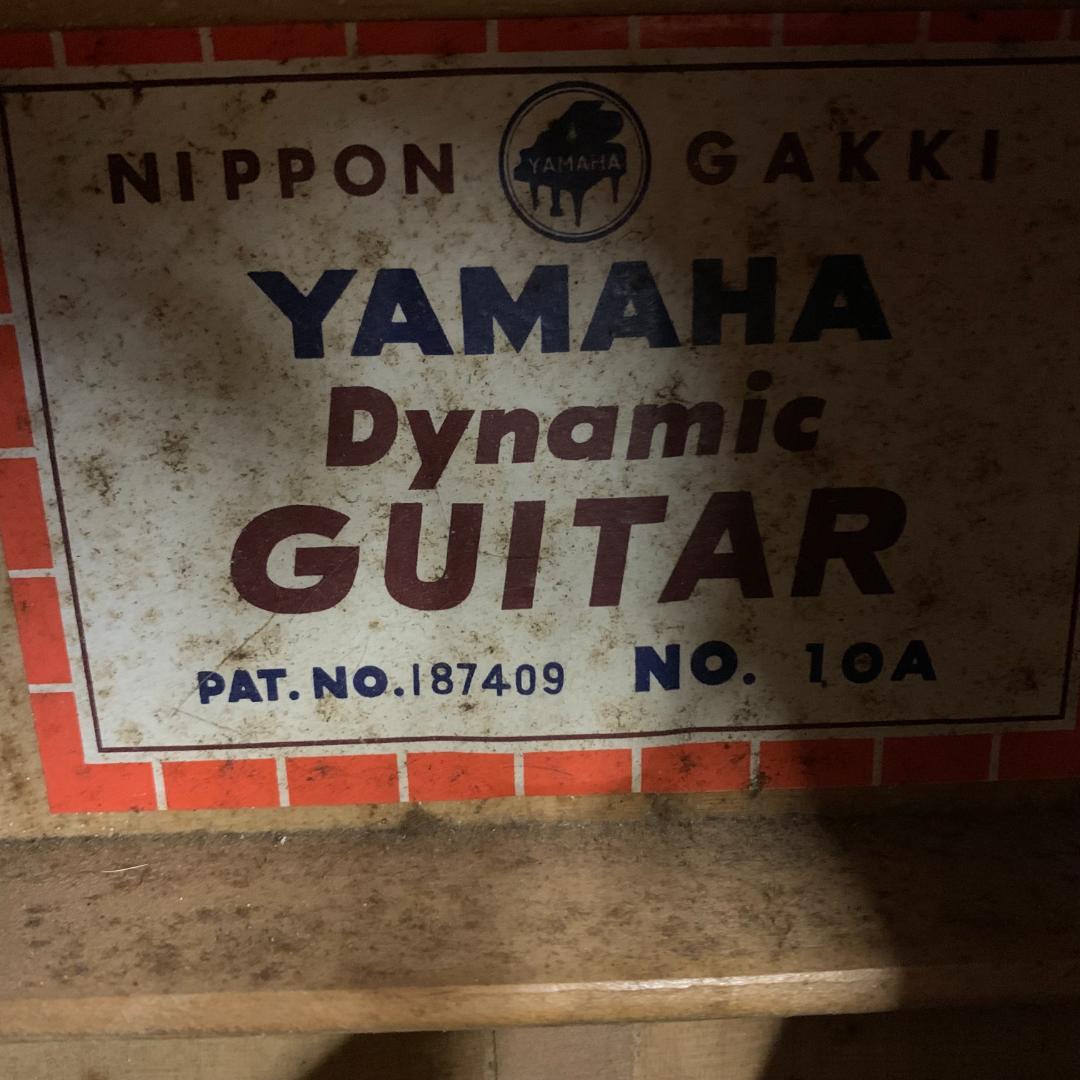 NIPPON YAMAHA GAKKI
YAMAHA
Dynamic
GUITAR
PAT. NO. 187409 NO. 10A